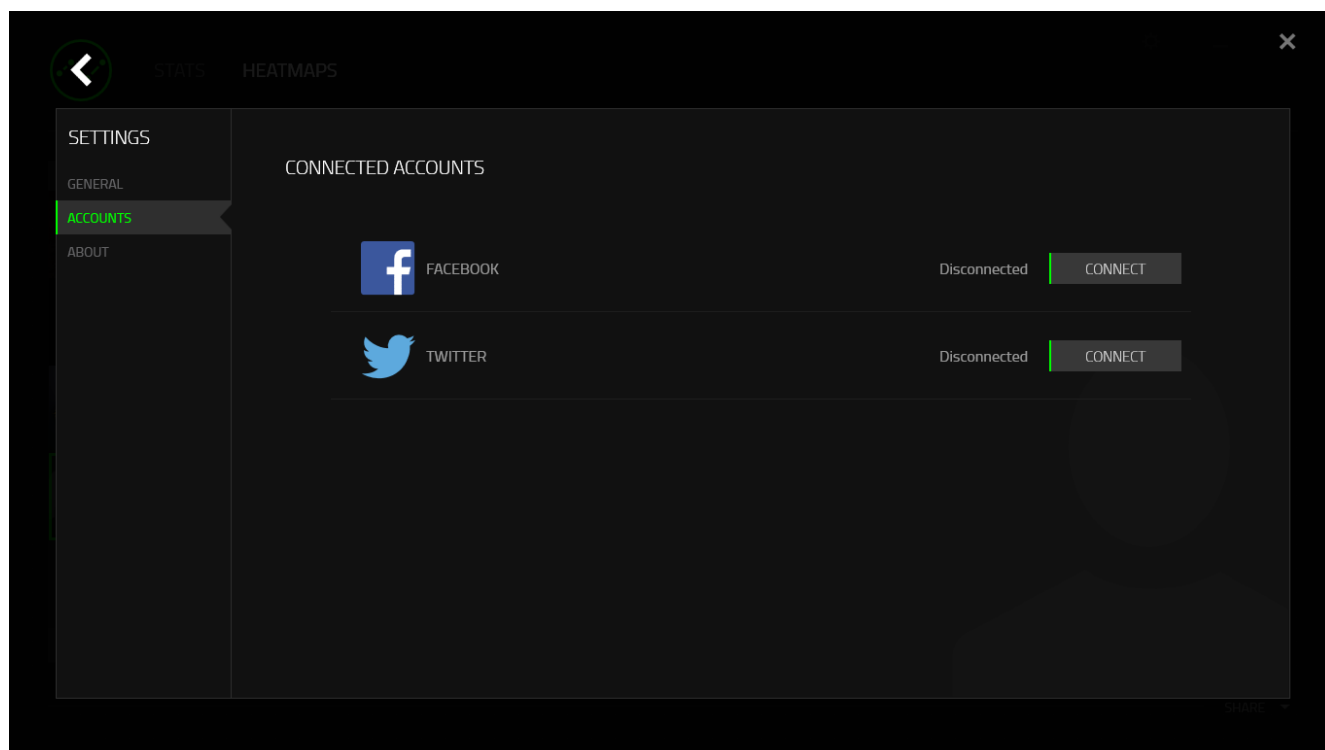 STATS HEATMAPS
SETTINGS
GENERAL
ACCOUNTS
ABOUT
CONNECTED ACCOUNTS
FACEBOOK Disconnected CONNECT
TWITTER Disconnected CONNECT
SHARE